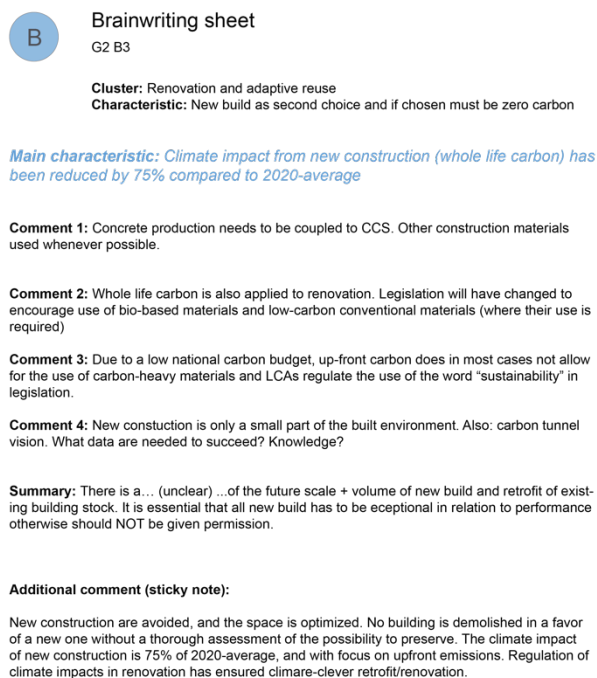 B
Brainwriting sheet
G2 B3
Cluster: Renovation and adaptive reuse
Characteristic: New build as second choice and if chosen must be zero carbon
Main characteristic: Climate impact from new construction (whole life carbon) has
been reduced by 75% compared to 2020-average
Comment 1: Concrete production needs to be coupled to CCS. Other construction materials
used whenever possible.
Comment 2: Whole life carbon is also applied to renovation. Legislation will have changed to
encourage use of bio-based materials and low-carbon conventional materials (where their use is
required)
Comment 3: Due to a low national carbon budget, up-front carbon does in most cases not allow
for the use of carbon-heavy materials and LCAs regulate the use of the word “sustainability” in
legislation.
Comment 4: New constuction is only a small part of the built environment. Also: carbon tunnel
vision. What data are needed to succeed? Knowledge?
Summary: There is a… (unclear) ...of the future scale + volume of new build and retrofit of exist-
ing building stock. It is essential that all new build has to be eceptional in relation to performance
otherwise should NOT be given permission.
Additional comment (sticky note):
New construction are avoided, and the space is optimized. No building is demolished in a favor
of a new one without a thorough assessment of the possibility to preserve. The climate impact
of new construction is 75% of 2020-average, and with focus on upfront emissions. Regulation of
climate impacts in renovation has ensured climare-clever retrofit/renovation.